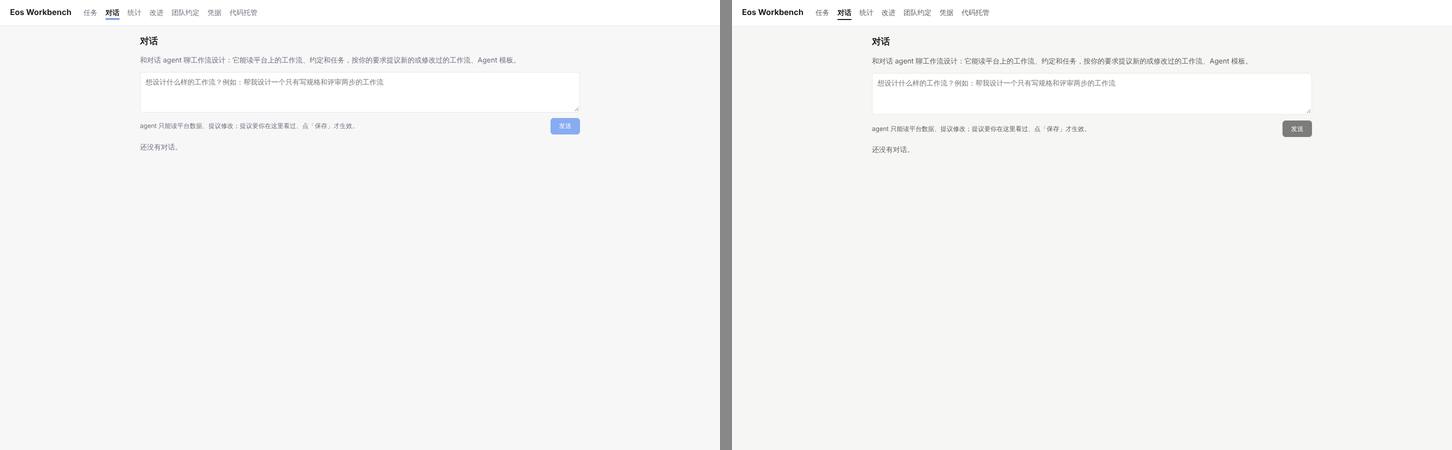 Eos Workbench 任务 对话 统计 改进 团队约定 凭据 代码托管
对话
和对话 agent 聊工作流设计：它能读平台上的工作流、约定和任务，按你的要求提议新的或修改过的工作流、Agent 模板。
想设计什么样的工作流？例如：帮我设计一个只有写规格和评审两步的工作流
agent 只能读平台数据、提议修改；提议要你在这里看过、点「保存」才生效。 发送
还没有对话。
Eos Workbench 任务 对话 统计 改进 团队约定 凭据 代码托管
对话
和对话 agent 聊工作流设计：它能读平台上的工作流、约定和任务，按你的要求提议新的或修改过的工作流、Agent 模板。
想设计什么样的工作流？例如：帮我设计一个只有写规格和评审两步的工作流
agent 只能读平台数据、提议修改；提议要你在这里看过、点「保存」才生效。 发送
还没有对话。